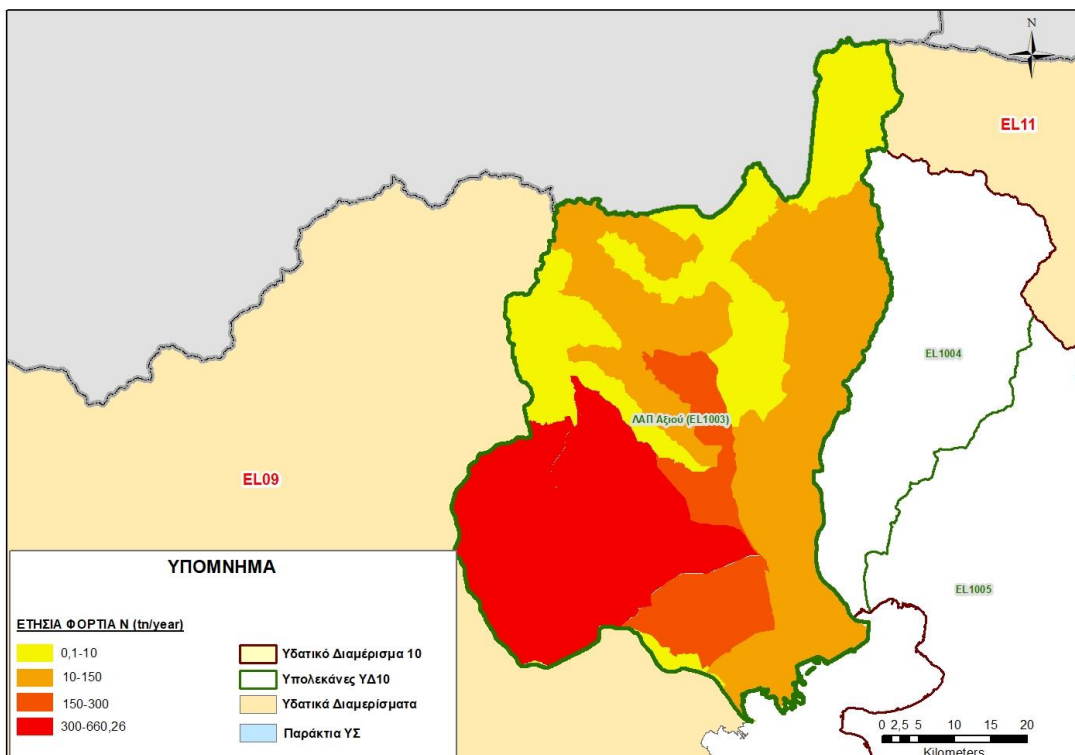 N
EL11
EL1004
ΛΑΠ Αξιού (EL1003)
EL09
EL1005
ΥΠΟΜΝΗΜΑ
ΕΤΗΣΙΑ ΦΟΡΤΙΑ Ν (tn/year)
0,1-10
10-150
150-300
300-660,26
Υδατικό Διαμέρισμα 10
Υπολεκάνες ΥΔ10
Υδατικά Διαμερίσματα
Παράκτια ΥΣ
0 2,5 5 10 15 20
Kilometers